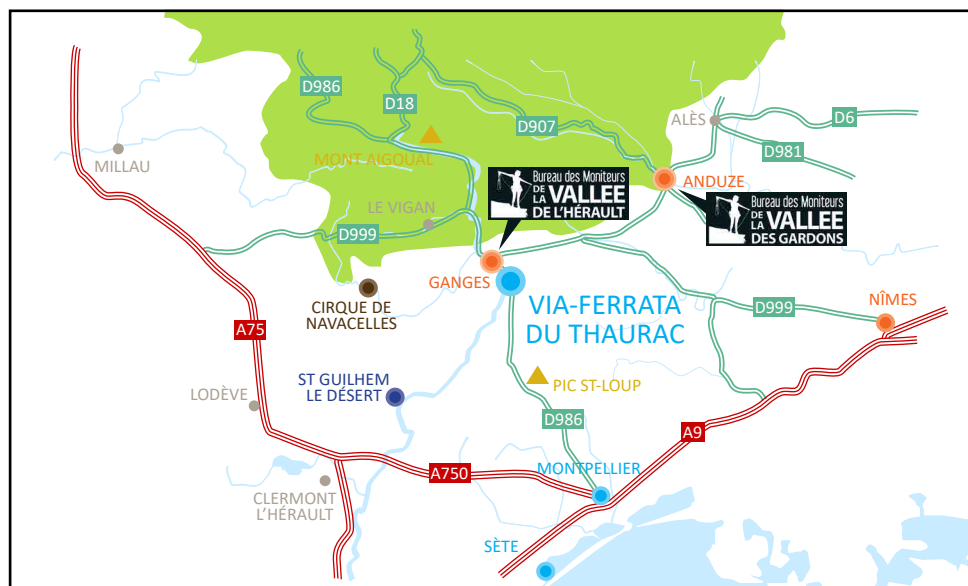 D986
D18
D907
ALÈS
D6
D981
MILLAU
MONT-AIGOUAL
ANDUZE
Bureau des Moniteurs
DE LA VALLEE
DE L'HÉRAULT
Bureau des Moniteurs
DE LA VALLEE
DES GARDONS
LE VIGAN
D999
GANGES
CIRQUE DE
NAVACELLES
VIA-FERRATA
DU THAURAC
D999
NÎMES
A75
ST GUILHEM
LE DÉSERT
PIC ST-LOUP
LODÈVE
D986
A9
A750
MONTPELLIER
CLERMONT
L'HÉRAULT
SÈTE